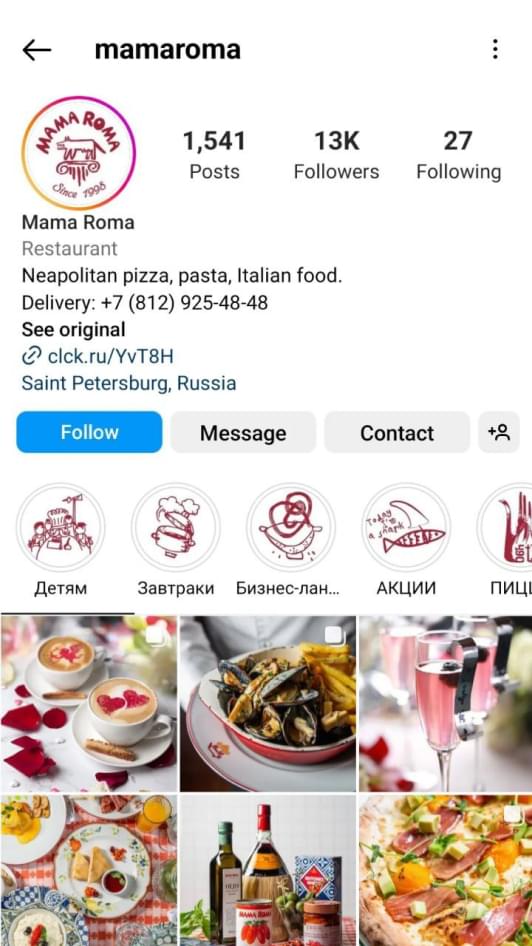 mamaroma
MAMA ROMA
Since 1998
1,541
Posts
13K
Followers
27
Following
Mama Roma
Restaurant
Neapolitan pizza, pasta, Italian food.
Delivery: +7 (812) 925-48-48
See original
clck.ru/YvT8H
Saint Petersburg, Russia
Follow
Message
Contact
Today
a shark
Детям
Завтраки
Бизнес-лан...
АКЦИИ
ПИЦЦ
MAMA ROMA